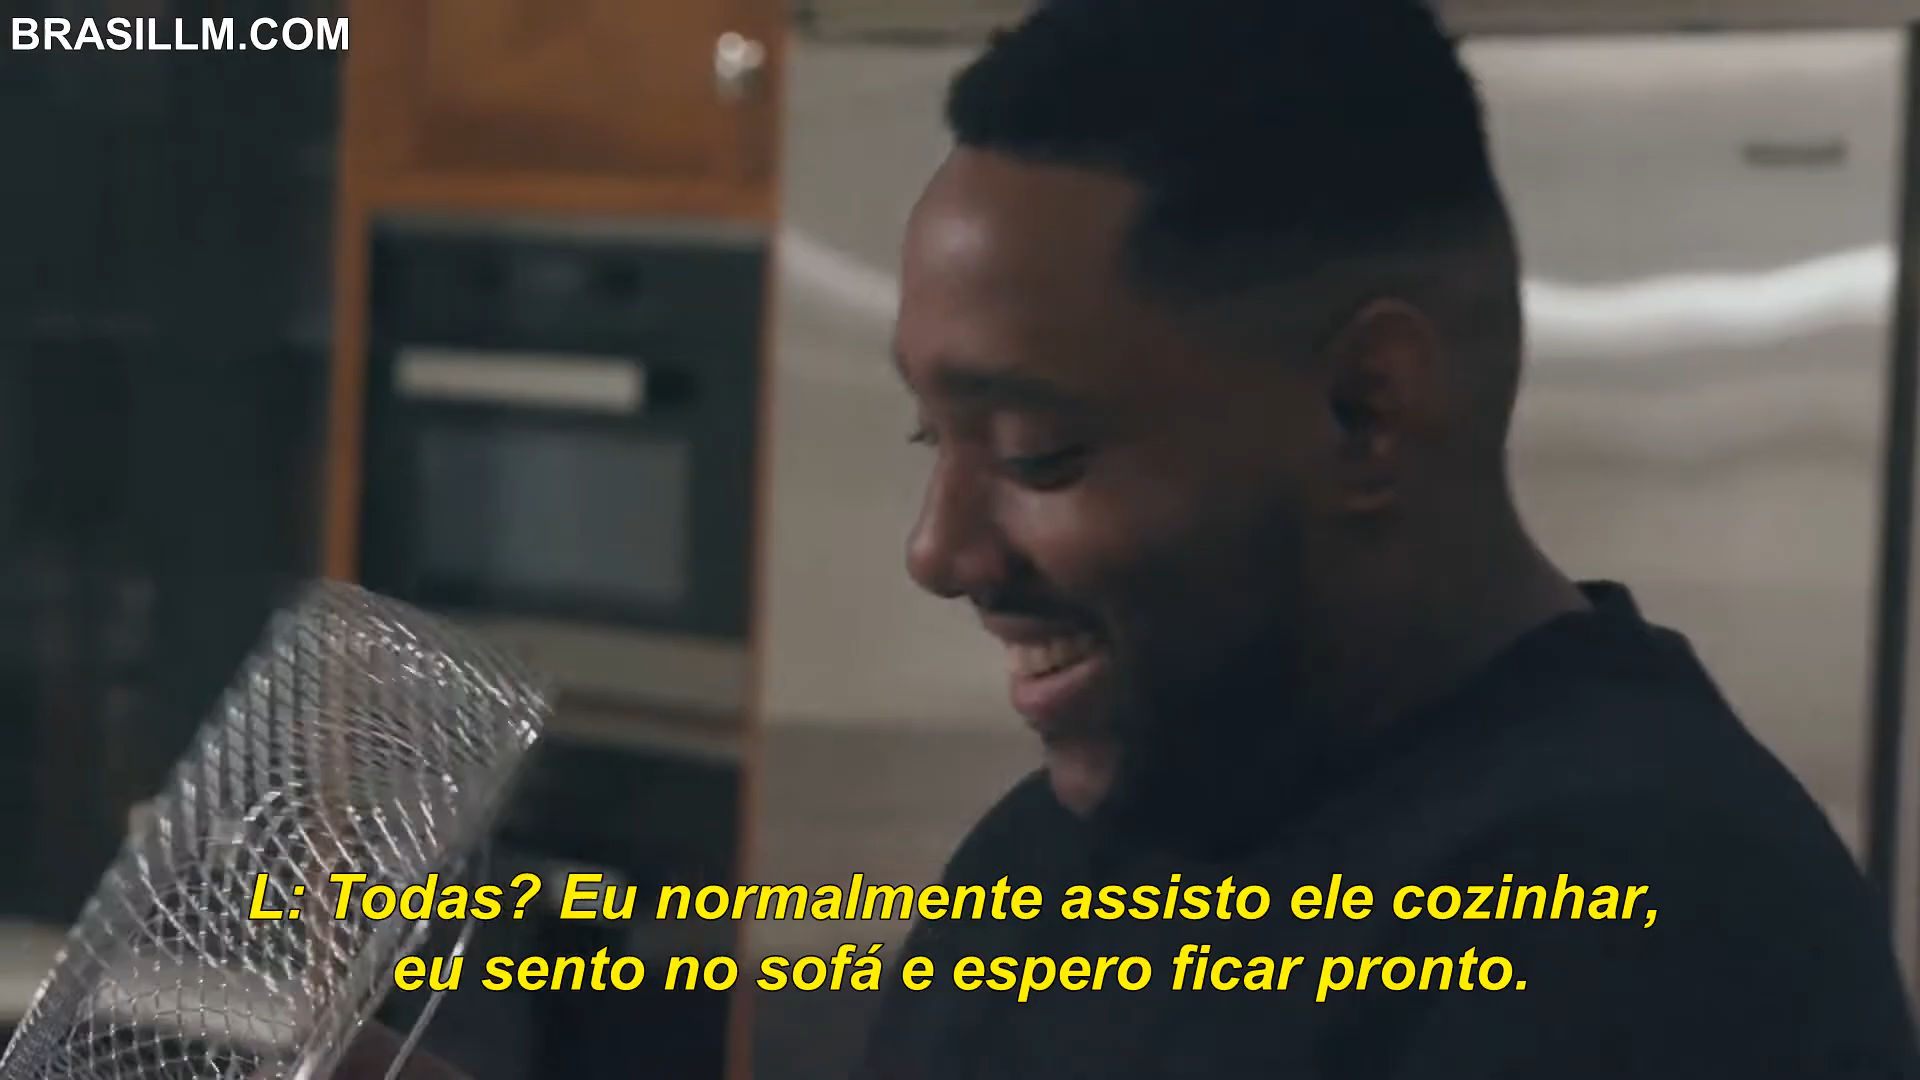 BRASILLM.COM
L: Todas? Eu normalmente assisto ele cozinhar,
eu sento no sofá e espero ficar pronto.